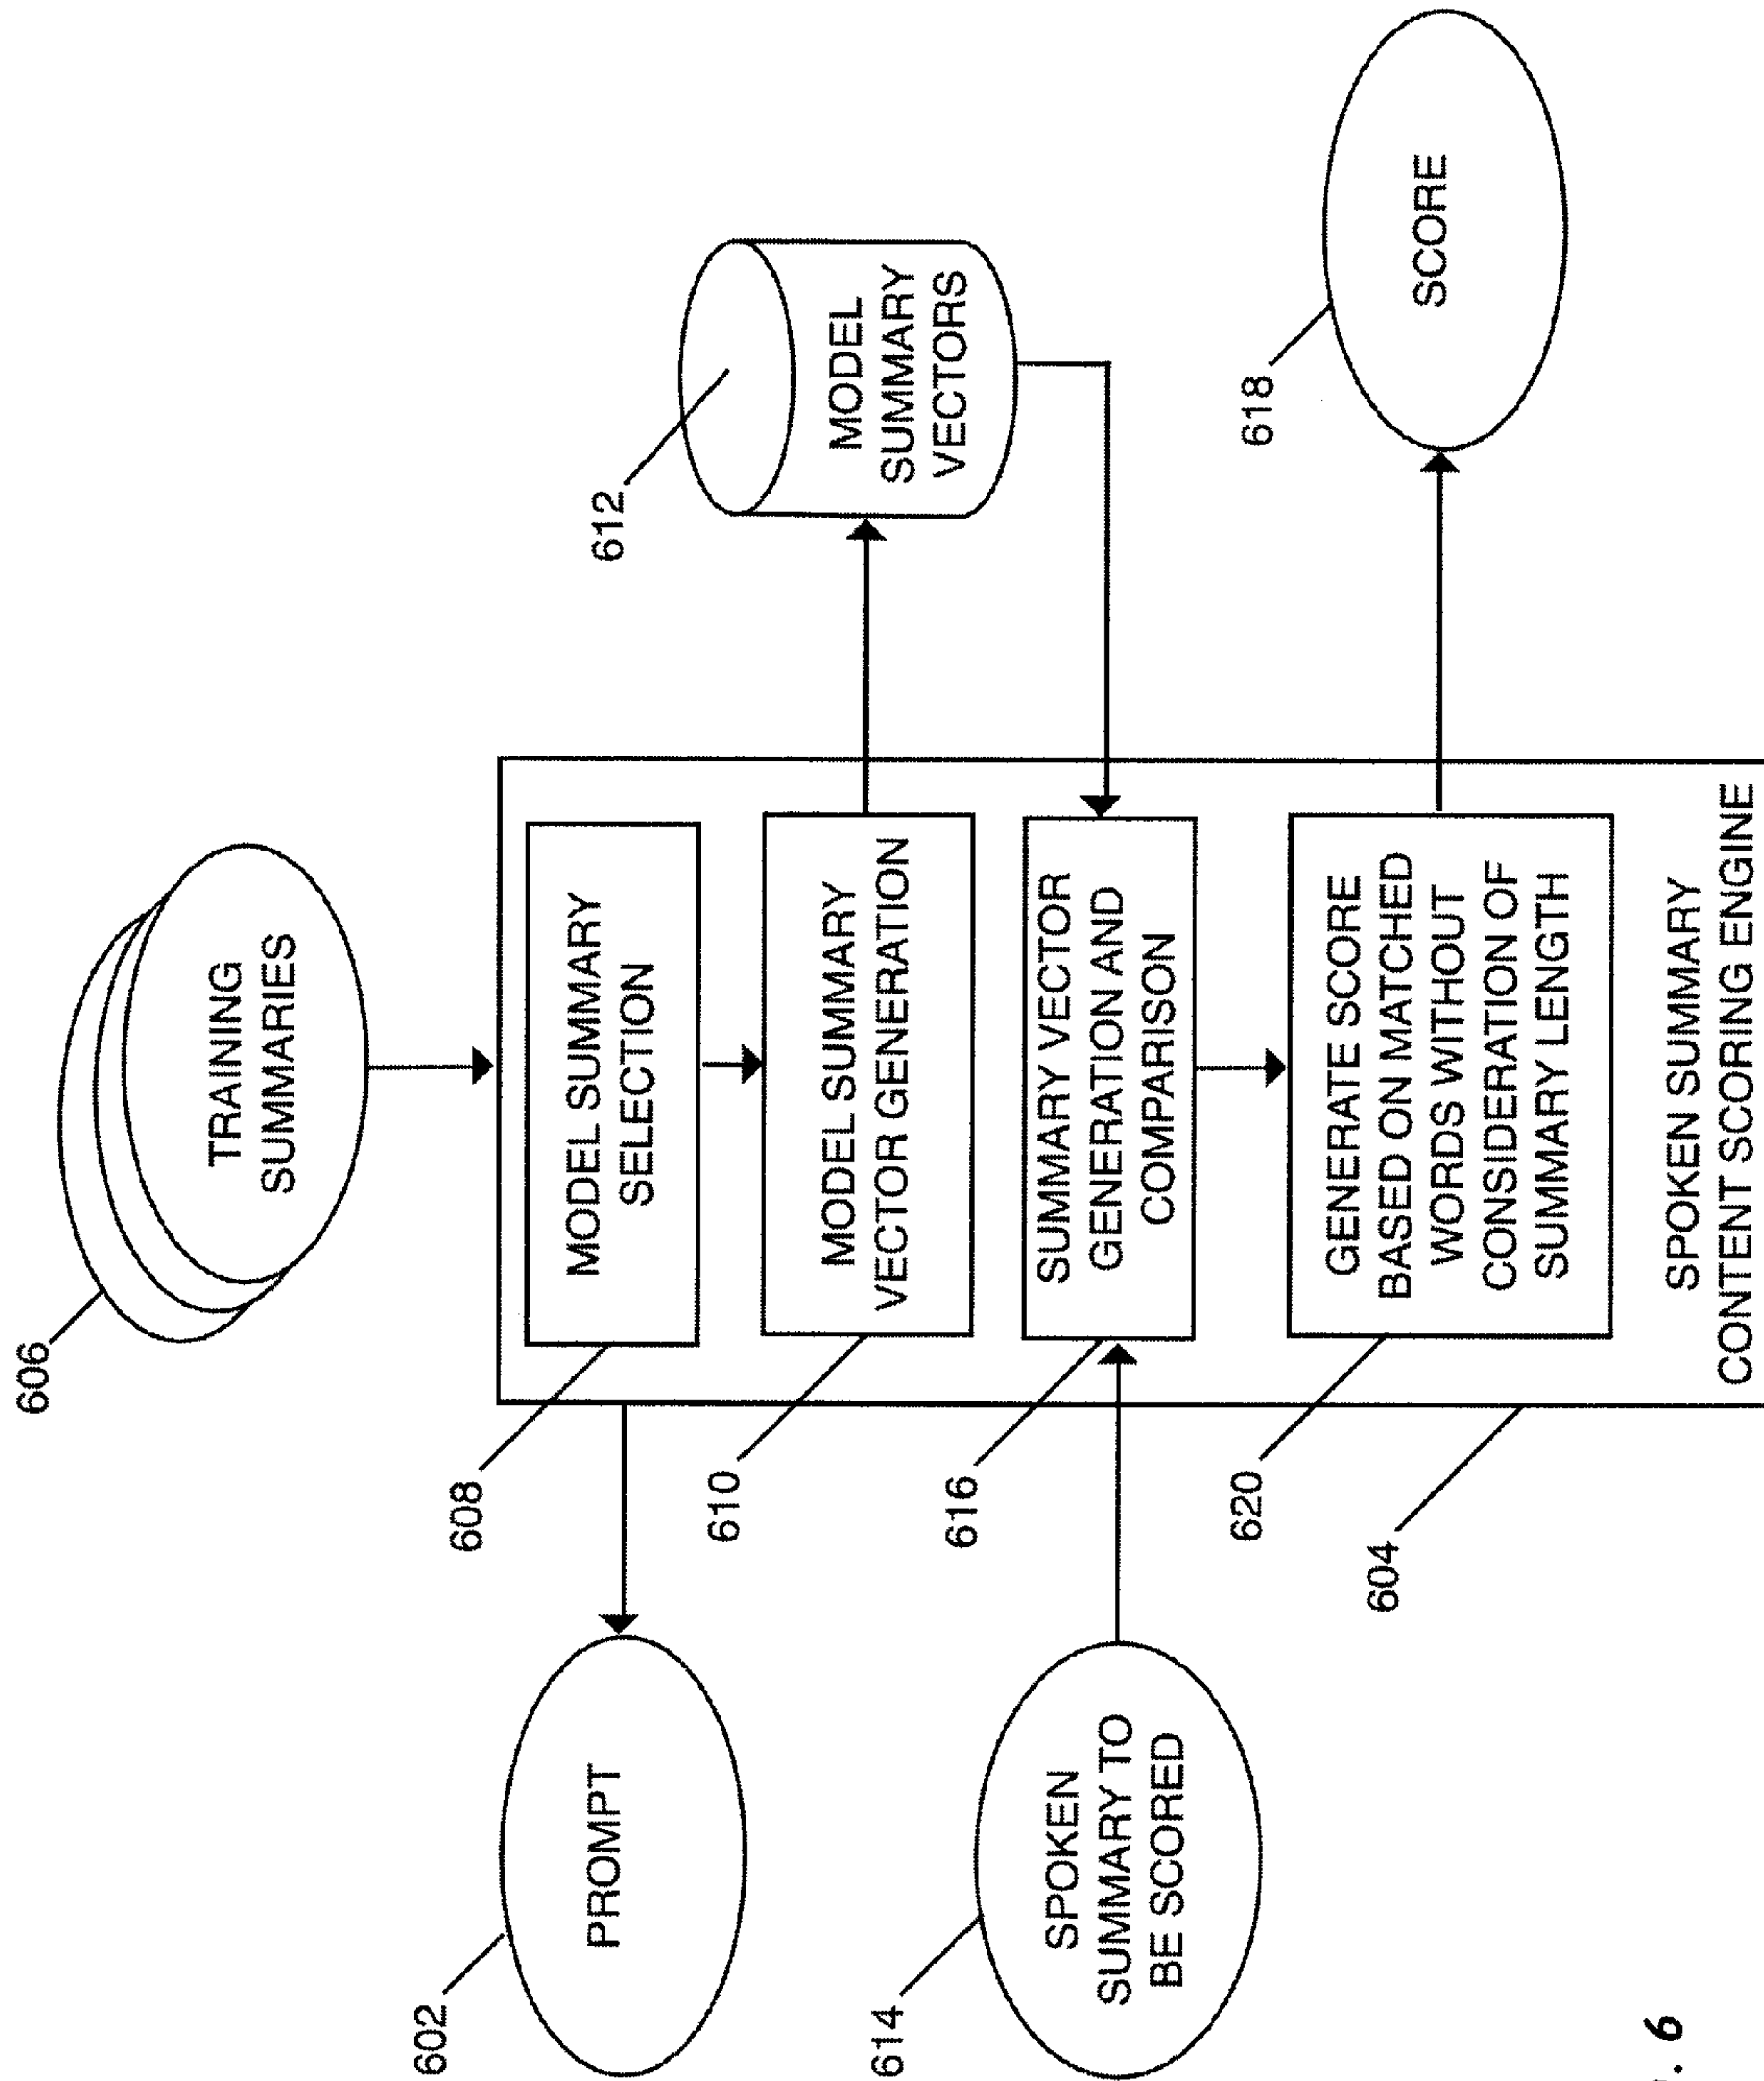 606
TRAINING
SUMMARIES
602
PROMPT
608
MODEL SUMMARY
SELECTION
610
MODEL SUMMARY
VECTOR GENERATION
612
MODEL
SUMMARY
VECTORS
614
SPOKEN
SUMMARY TO
BE SCORED
616
SUMMARY VECTOR
GENERATION AND
COMPARISON
620
GENERATE SCORE
BASED ON MATCHED
WORDS WITHOUT
CONSIDERATION OF
SUMMARY LENGTH
618
SCORE
604
SPOKEN SUMMARY
CONTENT SCORING ENGINE
. 6